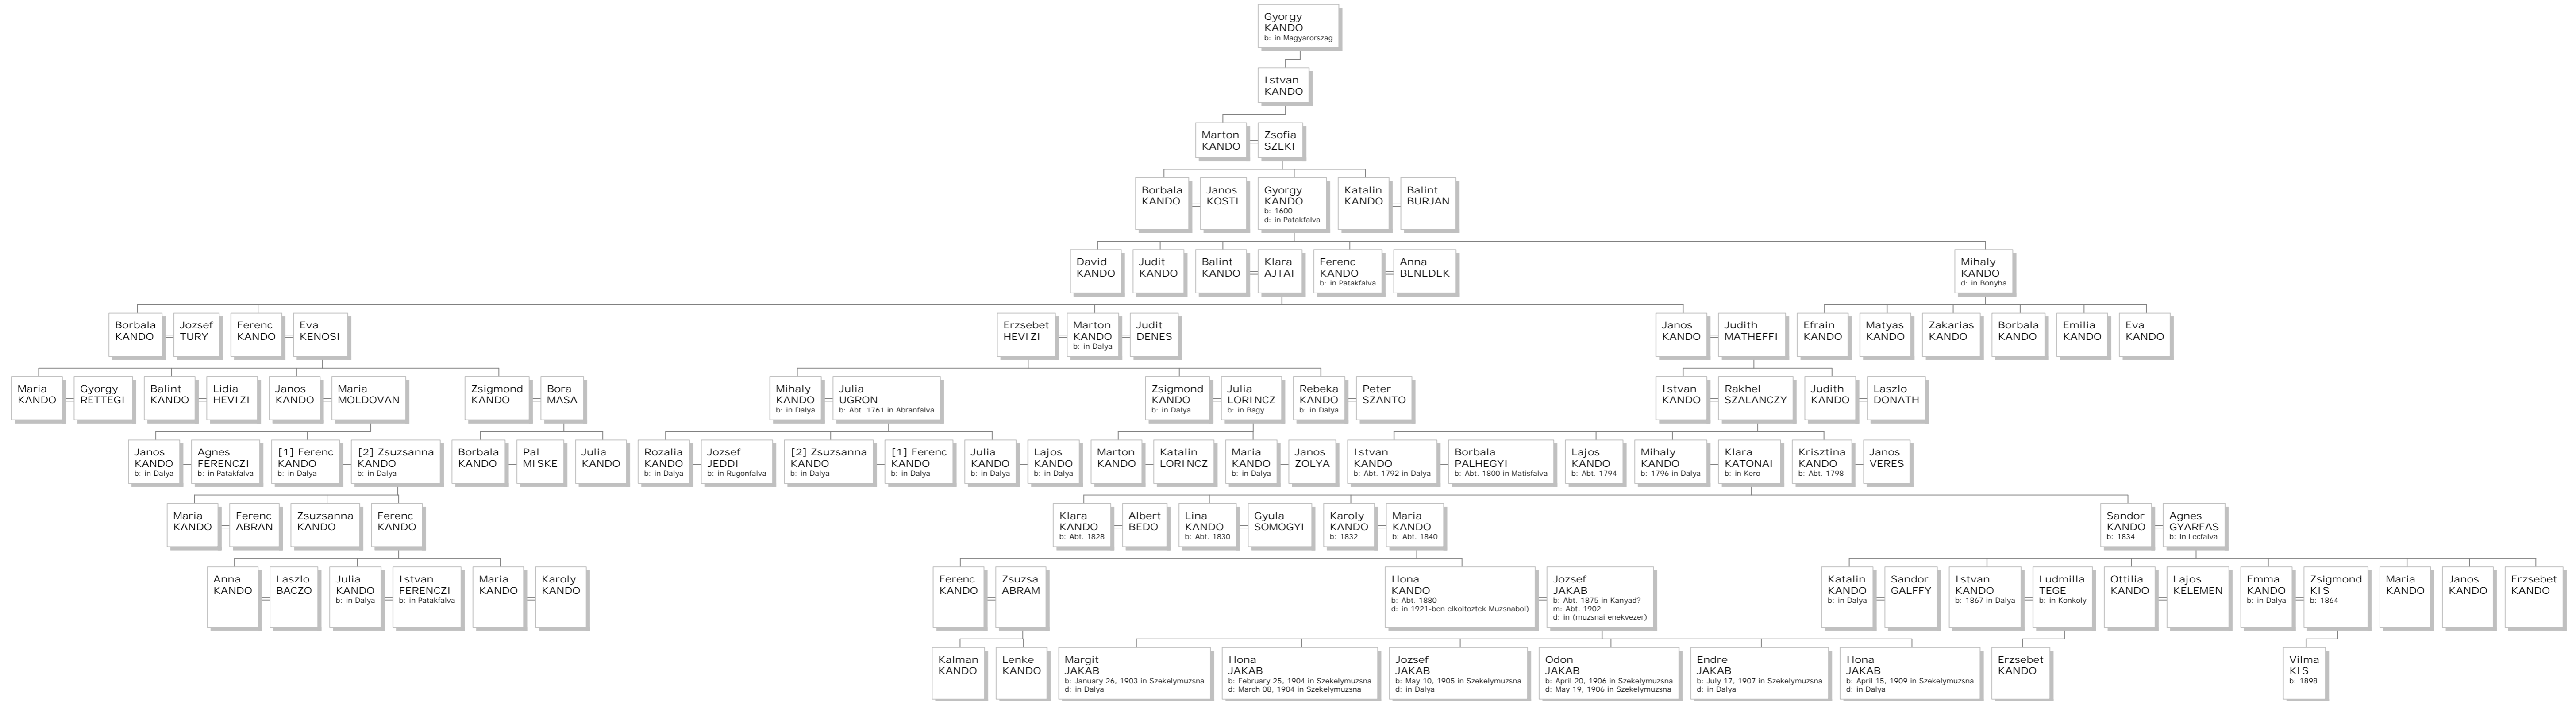 Gyorgy
KANDO
b: in Magyarorszag
Istvan
KANDO
Marton
KANDO
Zsofia
SZEKI
Borbala
KANDO
Janos
KOSTI
Gyorgy
KANDO
b: 1600
d: in Patakfalva
Katalin
KANDO
Balint
BURJAN
David
KANDO
Judit
KANDO
Balint
KANDO
Klara
AJTAI
Ferenc
KANDO
b: in Patakfalva
Anna
BENEDEK
Mihaly
KANDO
d: in Bonyha
Borbala
KANDO
Jozsef
TURY
Ferenc
KANDO
Eva
KENOSI
Erzsebet
HEVIZI
Marton
KANDO
b: in Dalya
Judit
DENES
Janos
KANDO
Judith
MATHEFFI
Efrain
KANDO
Matyas
KANDO
Zakarias
KANDO
Borbala
KANDO
Emilia
KANDO
Eva
KANDO
Maria
KANDO
Gyorgy
RETTEGI
Balint
KANDO
Lidia
HEVIZI
Janos
KANDO
Maria
MOLDOVAN
Zsigmond
KANDO
Bora
MASA
Mihaly
KANDO
b: in Dalya
Julia
UGRON
b: Abt. 1761 in Abranfalva
Zsigmond
KANDO
b: in Dalya
Julia
LORINCZ
b: in Bagy
Rebeka
KANDO
b: in Dalya
Peter
SZANTO
Istvan
KANDO
Rakhel
SZALANCZY
Judith
KANDO
Laszlo
DONATH
Janos
KANDO
b: in Dalya
Agnes
FERENCZI
b: in Patakfalva
[1] Ferenc
KANDO
b: in Dalya
[2] Zsuzsanna
KANDO
b: in Dalya
Borbala
KANDO
Pal
MISKE
Julia
KANDO
Rozalia
KANDO
b: in Dalya
Jozsef
JEDDI
b: in Rugonfalva
[2] Zsuzsanna
KANDO
b: in Dalya
[1] Ferenc
KANDO
b: in Dalya
Julia
KANDO
b: in Dalya
Lajos
KANDO
b: in Dalya
Marton
KANDO
Katalin
LORINCZ
Maria
KANDO
b: in Dalya
Janos
ZOLYA
Istvan
KANDO
b: Abt. 1792 in Dalya
Borbala
PALHEGYI
b: Abt. 1800 in Matisfalva
Lajos
KANDO
b: Abt. 1794
Mihaly
KANDO
b: 1796 in Dalya
Klara
KATONAI
b: in Kero
Krisztina
KANDO
b: Abt. 1798
Janos
VERES
Maria
KANDO
Ferenc
ABRAN
Zsuzsanna
KANDO
Ferenc
KANDO
Klara
KANDO
b: Abt. 1828
Albert
BEDO
Lina
KANDO
b: Abt. 1830
Gyula
SOMOGYI
Karoly
KANDO
b: 1832
Maria
KANDO
b: Abt. 1840
Sandor
KANDO
b: 1834
Agnes
GYARFAS
b: in Lecfalva
Anna
KANDO
Laszlo
BACZO
Julia
KANDO
b: in Dalya
Istvan
FERENCZI
b: in Patakfalva
Maria
KANDO
Karoly
KANDO
Ferenc
KANDO
Zsuzsa
ABRAM
Ilona
KANDO
b: Abt. 1880
d: in 1921-ben elkoltoztek Muzsnabol)
Jozsef
JAKAB
b: Abt. 1875 in Kanyad?
m: Abt. 1902
d: in (muzsnai enekvezer)
Katalin
KANDO
b: in Dalya
Sandor
GALFFY
Istvan
KANDO
b: 1867 in Dalya
Ludmilla
TEGE
b: in Konkoly
Ottilia
KANDO
Lajos
KELEMEN
Emma
KANDO
b: in Dalya
Zsigmond
KIS
b: 1864
Maria
KANDO
Janos
KANDO
Erzsebet
KANDO
Kalman
KANDO
Lenke
KANDO
Margit
JAKAB
b: January 26, 1903 in Szekelymuzsna
d: in Dalya
Ilona
JAKAB
b: February 25, 1904 in Szekelymuzsna
d: March 08, 1904 in Szekelymuzsna
Jozsef
JAKAB
b: May 10, 1905 in Szekelymuzsna
d: in Dalya
Odon
JAKAB
b: April 20, 1906 in Szekelymuzsna
d: May 19, 1906 in Szekelymuzsna
Endre
JAKAB
b: July 17, 1907 in Szekelymuzsna
d: in Dalya
Ilona
JAKAB
b: April 15, 1909 in Szekelymuzsna
d: in Dalya
Erzsebet
KANDO
Vilma
KIS
b: 1898